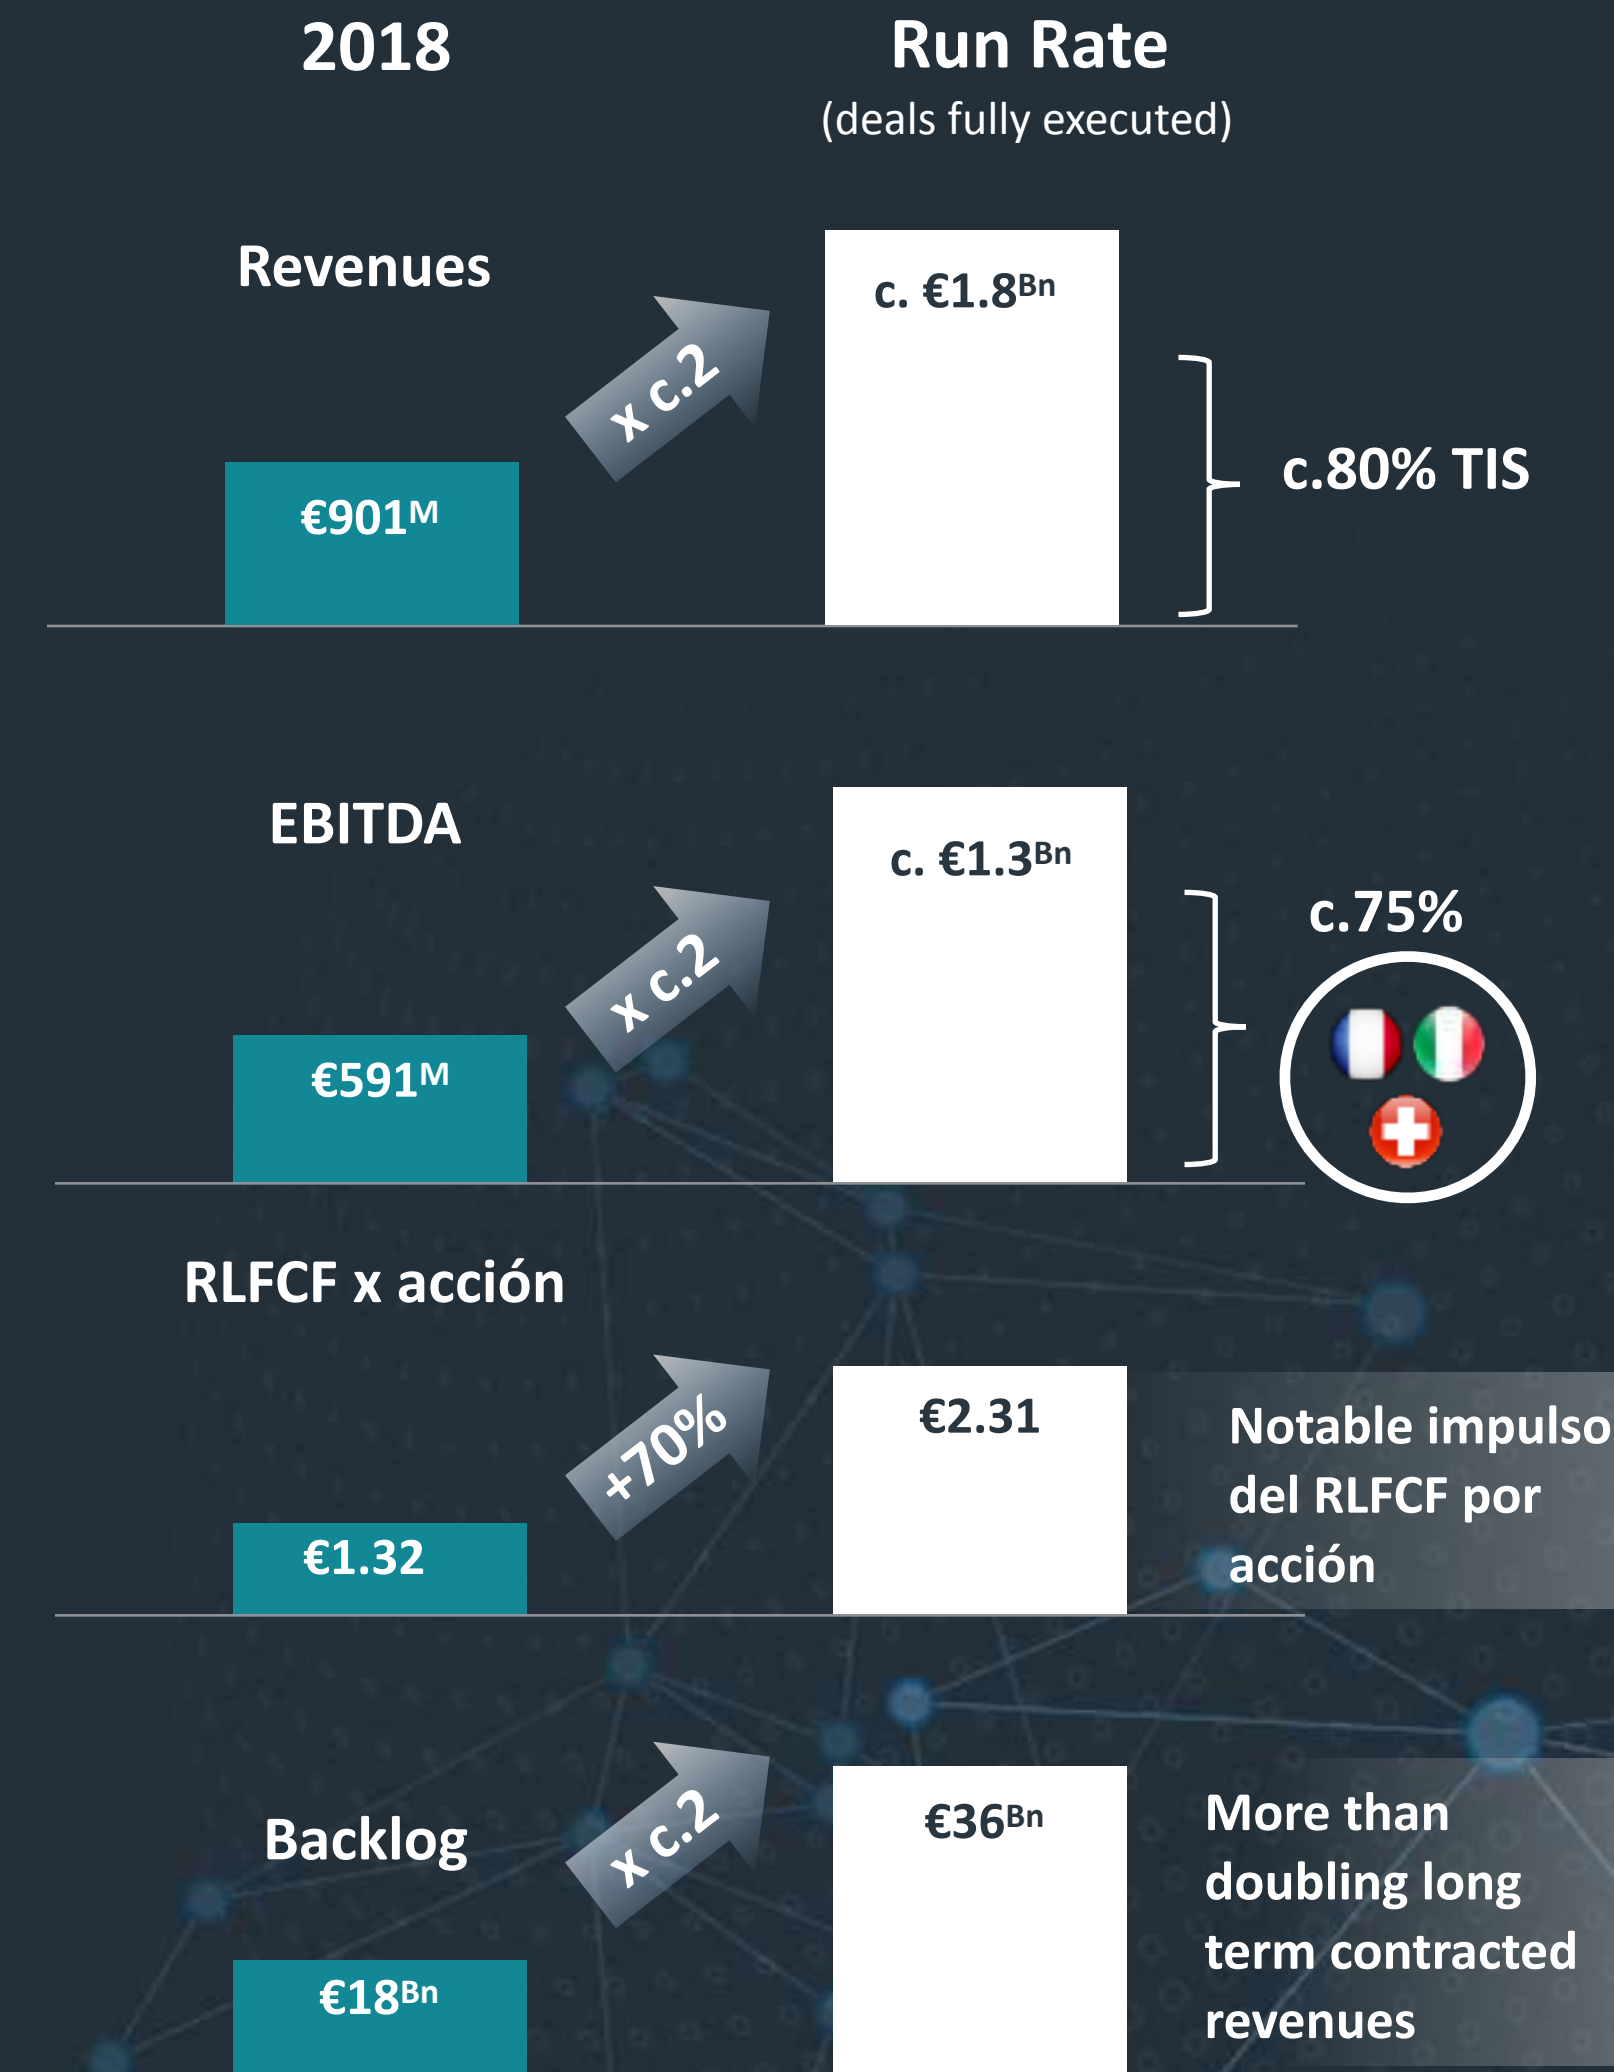 2018
Run Rate
(deals fully executed)
Revenues
c. €1.8Bn
x c.2
€901M
c.80% TIS
EBITDA
c. €1.3Bn
x c.2
€591M
c.75%
RLFCF x acción
€2.31
+70%
€1.32
Notable impulso
del RLFCF por
acción
Backlog
€36Bn
x c.2
€18Bn
More than
doubling long
term contracted
revenues